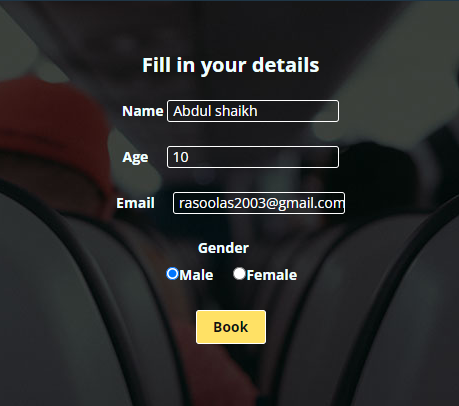 Fill in your details
Name Abdul shaikh
Age 10
Email rasoolas2003@gmail.com
Gender
Male Female
Book